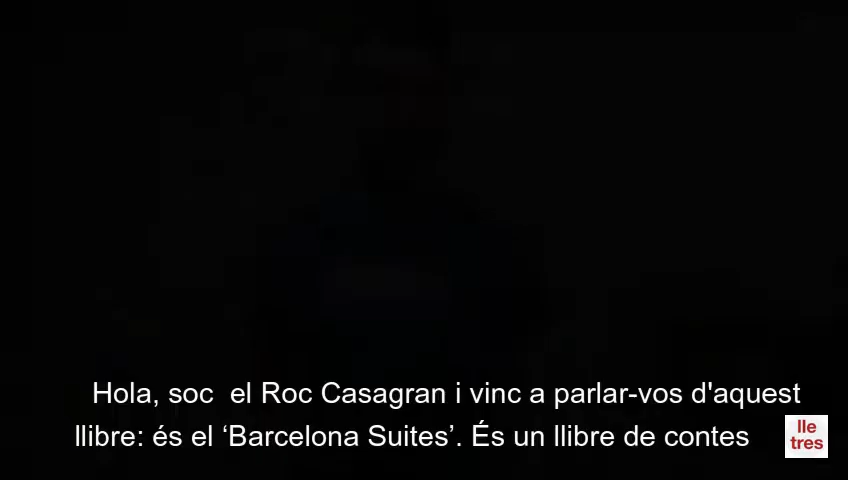 Hola, soc  el Roc Casagran i vinc a parlar-vos d'aquest
llibre: és el ‘Barcelona Suites’. És un llibre de contes
lle
tres